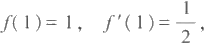 f( 1 ) = 1 , f ′( 1 ) = 1/2 ,